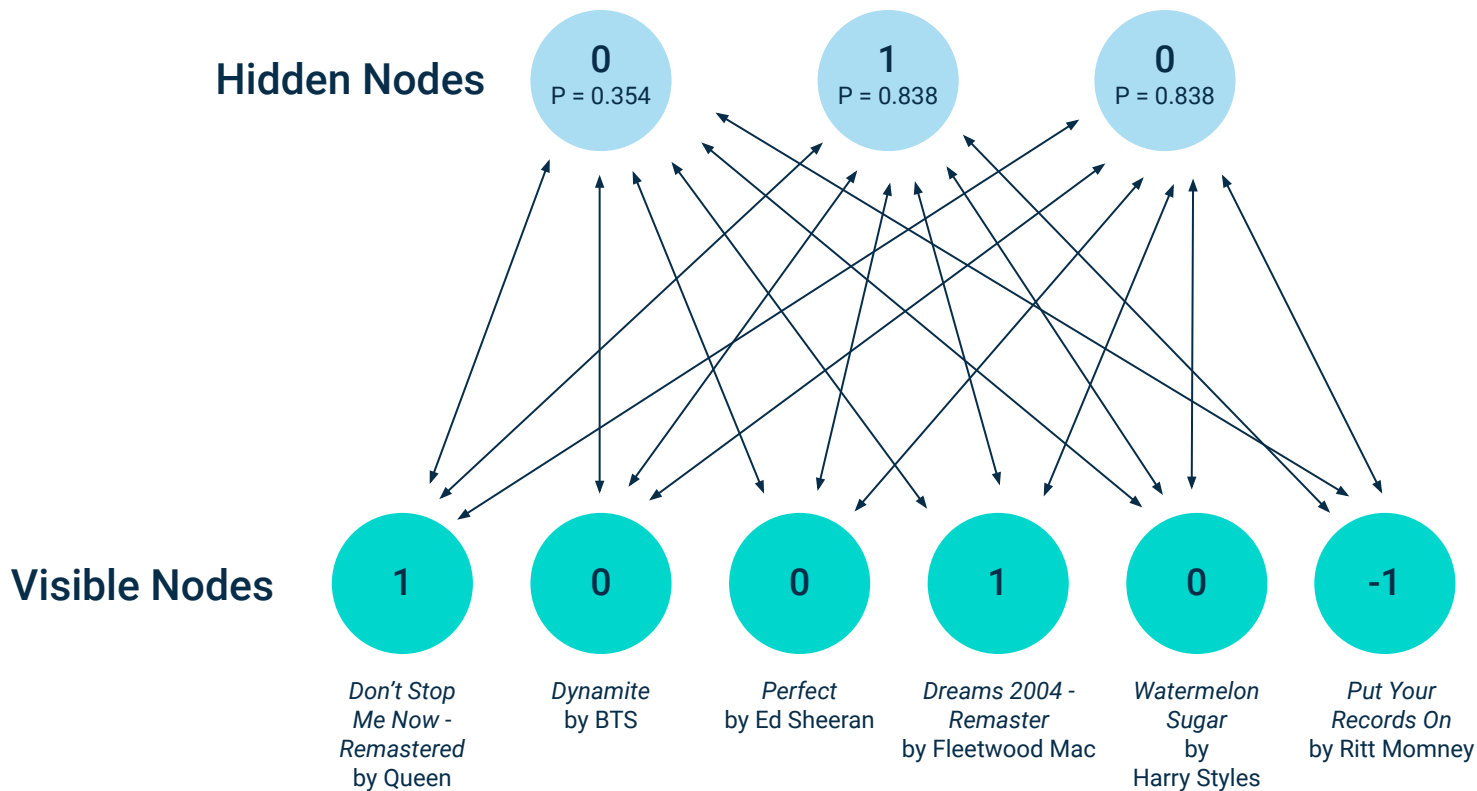 Hidden Nodes
0
P = 0.354
1
P = 0.838
0
P = 0.838
Visible Nodes
1
0
0
1
0
-1
Don’t Stop
Me Now -
Remastered
by Queen
Dynamite
by BTS
Perfect
by Ed Sheeran
Dreams 2004 -
Remaster
by Fleetwood Mac
Watermelon
Sugar
by
Harry Styles
Put Your
Records On
by Ritt Momney